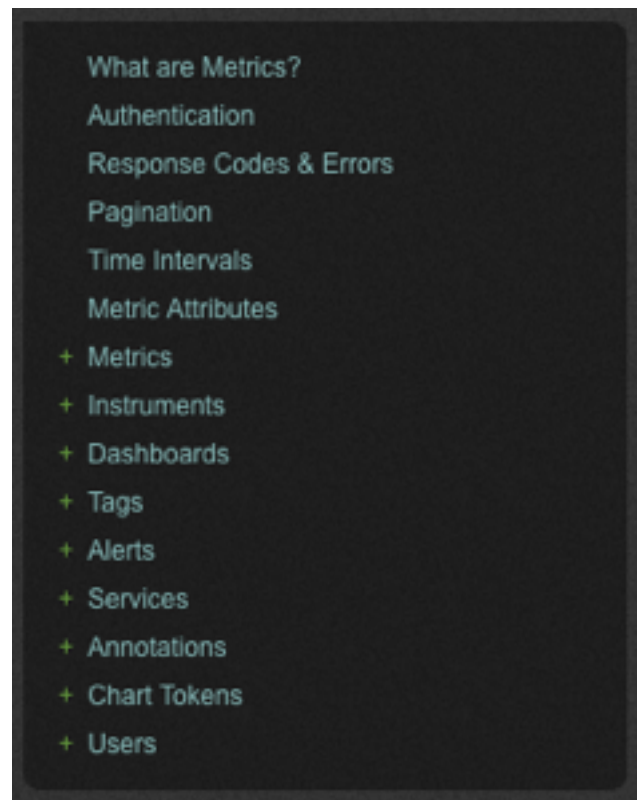 What are Metrics?
Authentication
Response Codes & Errors
Pagination
Time Intervals
Metric Attributes
+ Metrics
+ Instruments
+ Dashboards
+ Tags
+ Alerts
+ Services
+ Annotations
+ Chart Tokens
+ Users